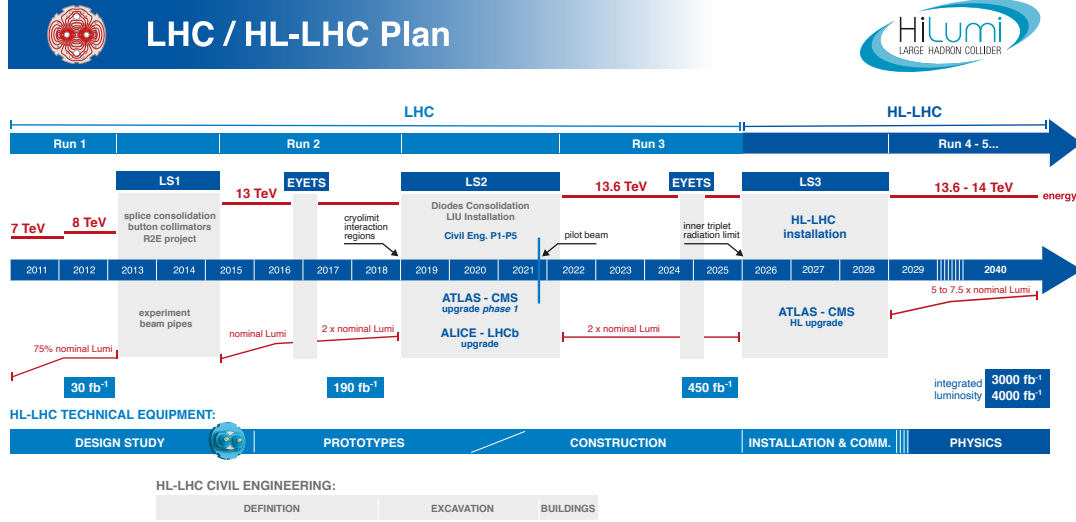 LHC / HL-LHC Plan
HiLumi
LARGE HADRON COLLIDER
LHC
HL-LHC
Run 1
Run 2
Run 3
Run 4 - 5...
LS1
EYETS
LS2
EYETS
LS3
13 TeV
13.6 TeV
13.6 - 14 TeV
energy
7 TeV
8 TeV
splice consolidation
button collimators
R2E project
cryolimit
interaction
regions
Diodes Consolidation
LIU Installation
Civil Eng. P1-P5
pilot beam
inner triplet
radiation limit
HL-LHC
installation
2011
2012
2013
2014
2015
2016
2017
2018
2019
2020
2021
2022
2023
2024
2025
2026
2027
2028
2029
2040
5 to 7.5 x nominal Lumi
experiment
beam pipes
ATLAS - CMS
upgrade phase 1
ALICE - LHCb
upgrade
ATLAS - CMS
HL upgrade
75% nominal Lumi
nominal Lumi
2 x nominal Lumi
2 x nominal Lumi
30 fb-1
190 fb-1
450 fb-1
integrated
luminosity
3000 fb-1
4000 fb-1
HL-LHC TECHNICAL EQUIPMENT:
DESIGN STUDY
PROTOTYPES
CONSTRUCTION
INSTALLATION & COMM.
PHYSICS
HL-LHC CIVIL ENGINEERING:
DEFINITION
EXCAVATION
BUILDINGS